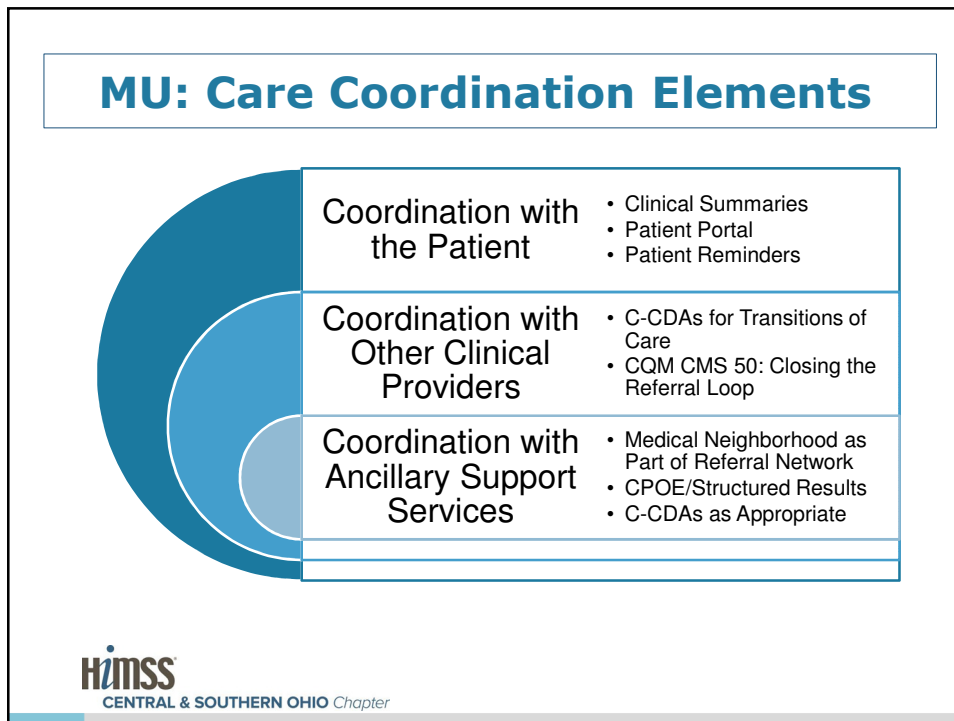 MU: Care Coordination Elements
Coordination with
the Patient
• Clinical Summaries
• Patient Portal
• Patient Reminders
Coordination with
Other Clinical
Providers
• C-CDAs for Transitions of
Care
• CQM CMS 50: Closing the
Referral Loop
Coordination with
Ancillary Support
Services
• Medical Neighborhood as
Part of Referral Network
• CPOE/Structured Results
• C-CDAs as Appropriate
HiMSS
CENTRAL & SOUTHERN OHIO Chapter